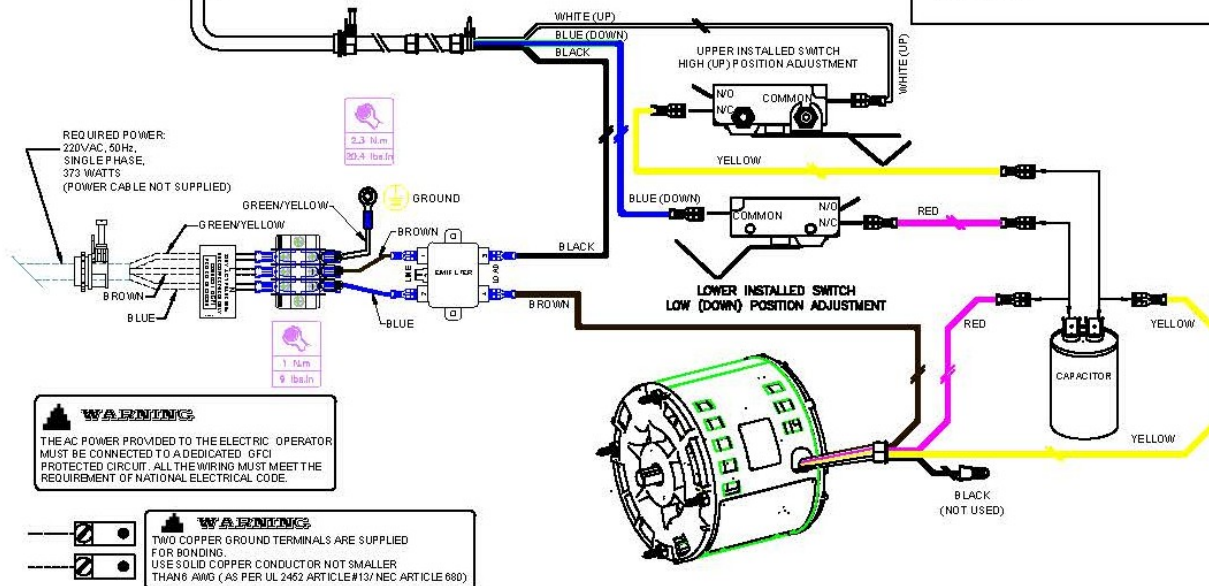 WHITE (UP)
BLUE (DOWN)
BLACK
WHITE (UP)
UPPER INSTALLED SWITCH
HIGH (UP) POSITION ADJUSTMENT
N/O
COMMON
N/C
YELLOW
2.3 N.m
20.4 lbs.in
REQUIRED POWER:
220VAC, 50Hz,
SINGLE PHASE,
373 WATTS
(POWER CABLE NOT SUPPLIED)
GREEN/YELLOW
GREEN/YELLOW
GROUND
BROWN
BLUE (DOWN)
COMMON
N/O
N/C
RED
BLACK
LINE
EMI FILTER
LOAD
BROWN
BLUE
BLUE
BROWN
LOWER INSTALLED SWITCH
LOW (DOWN) POSITION ADJUSTMENT
RED
YELLOW
CAPACITOR
1 N.m
9 lbs.in
YELLOW
BLACK
(NOT USED)
WARNING
THE AC POWER PROVIDED TO THE ELECTRIC OPERATOR
MUST BE CONNECTED TO A DEDICATED GFCI
PROTECTED CIRCUIT. ALL THE WIRING MUST MEET THE
REQUIREMENT OF NATIONAL ELECTRICAL CODE.
WARNING
TWO COPPER GROUND TERMINALS ARE SUPPLIED
FOR BONDING.
USE SOLID COPPER CONDUCTOR NOT SMALLER
THAN 6 AWG (AS PER UL 2452 ARTICLE #13/ NEC ARTICLE 680)